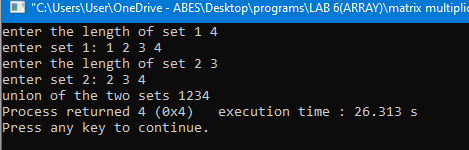 "C:\Users\User\OneDrive - ABES\Desktop\programs\LAB 6(ARRAY)\matrix multiplic
enter the length of set 1 4
enter set 1: 1 2 3 4
enter the length of set 2 3
enter set 2: 2 3 4
union of the two sets 1234
Process returned 4 (0x4)   execution time : 26.313 s
Press any key to continue.